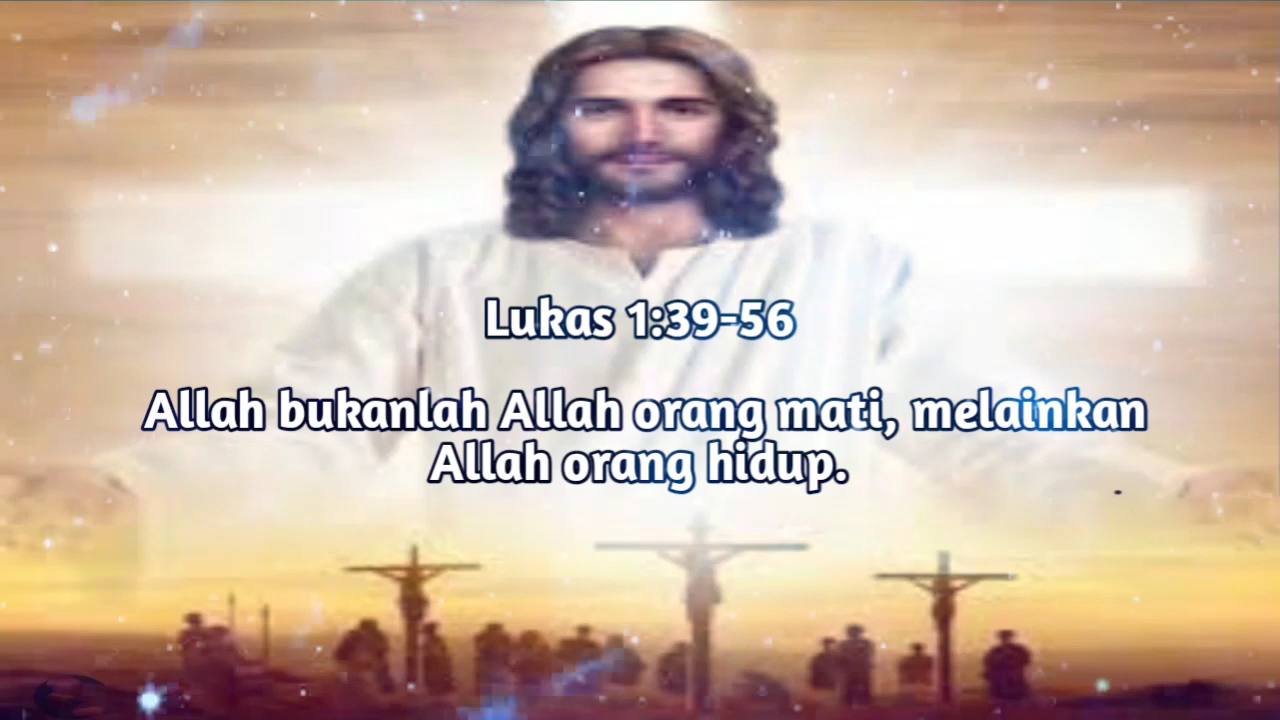 Lukas 1:39-56
Allah bukanlah Allah orang mati, melainkan
Allah orang hidup.